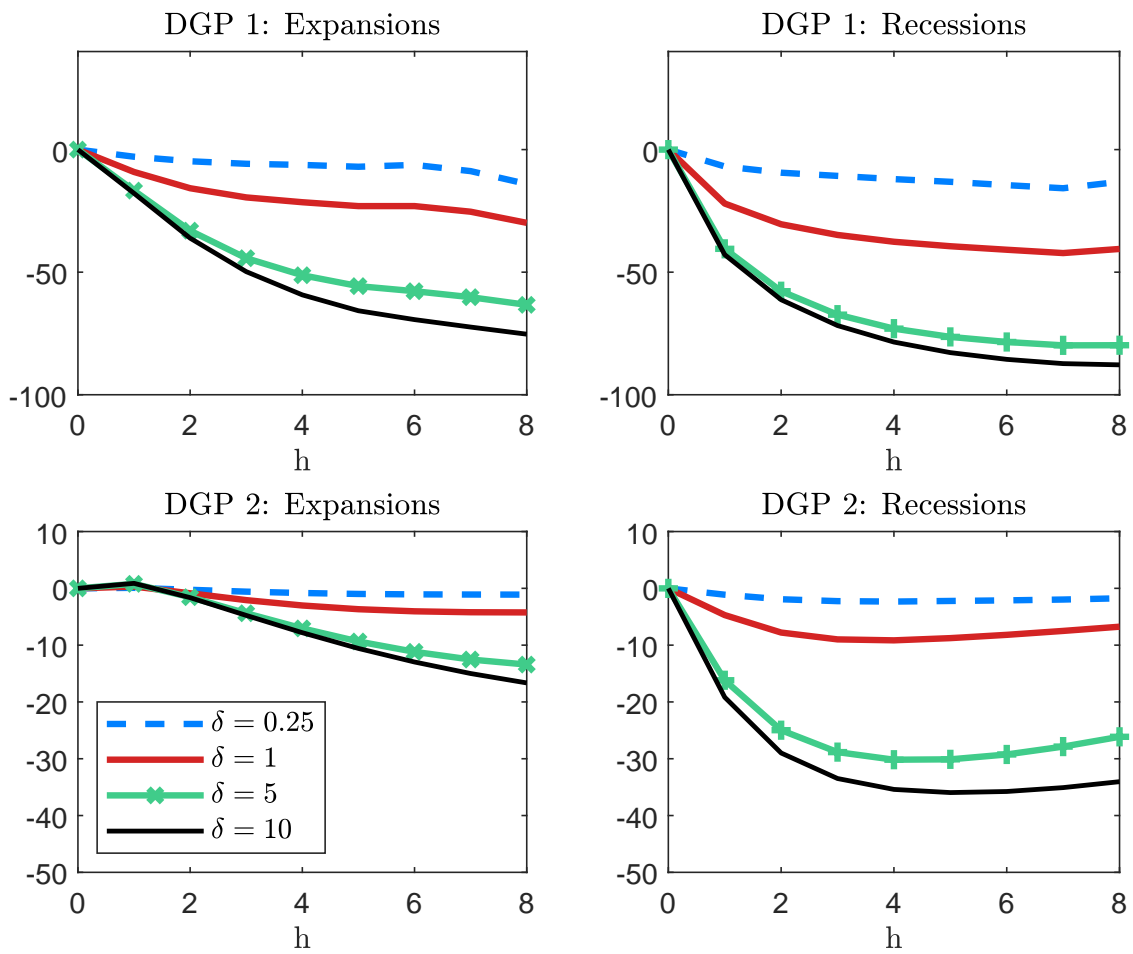 DGP 1: Expansions
0
-50
-100
0 2 4 6 8
h
DGP 1: Recessions
0
-50
-100
0 2 4 6 8
h
DGP 2: Expansions
10
0
-10
-20
-30
-40
-50
δ = 0.25
δ = 1
δ = 5
δ = 10
0 2 4 6 8
h
DGP 2: Recessions
10
0
-10
-20
-30
-40
-50
0 2 4 6 8
h